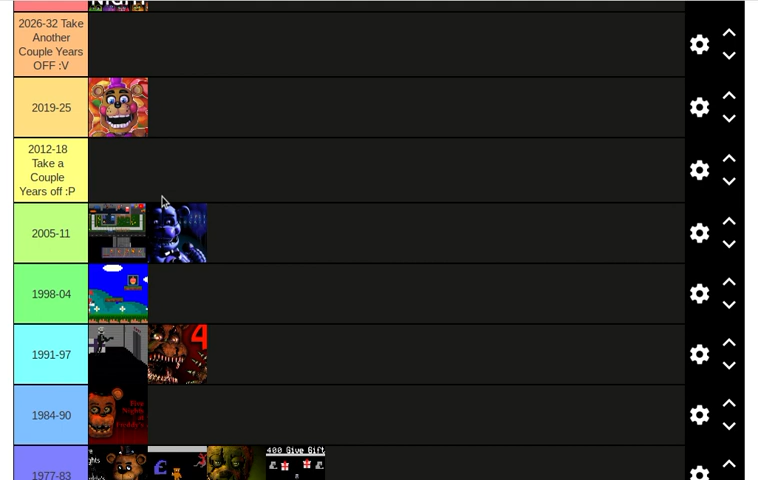 NIGHT
2026-32 Take
Another
Couple Years
OFF :V
2019-25
2012-18
Take a
Couple
Years off :P
2005-11
4
1998-04
1991-97
1984-90
Five
Nights
at
Freddy's
1977-83
400 Give Gift